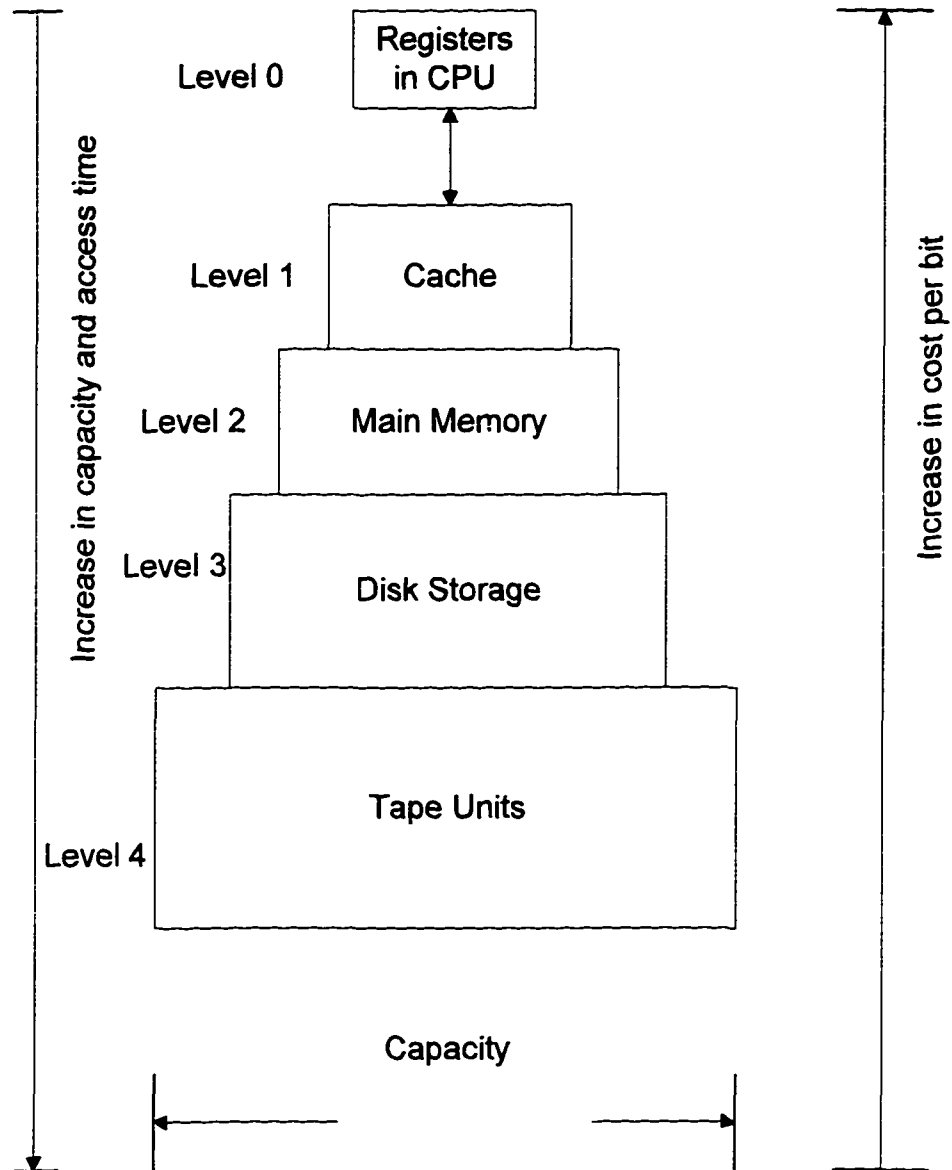 Registers
in CPU
Level 0
Increase in capacity and access time
Increase in cost per bit
Level 1
Cache
Level 2
Main Memory
Level 3
Disk Storage
Tape Units
Level 4
Capacity